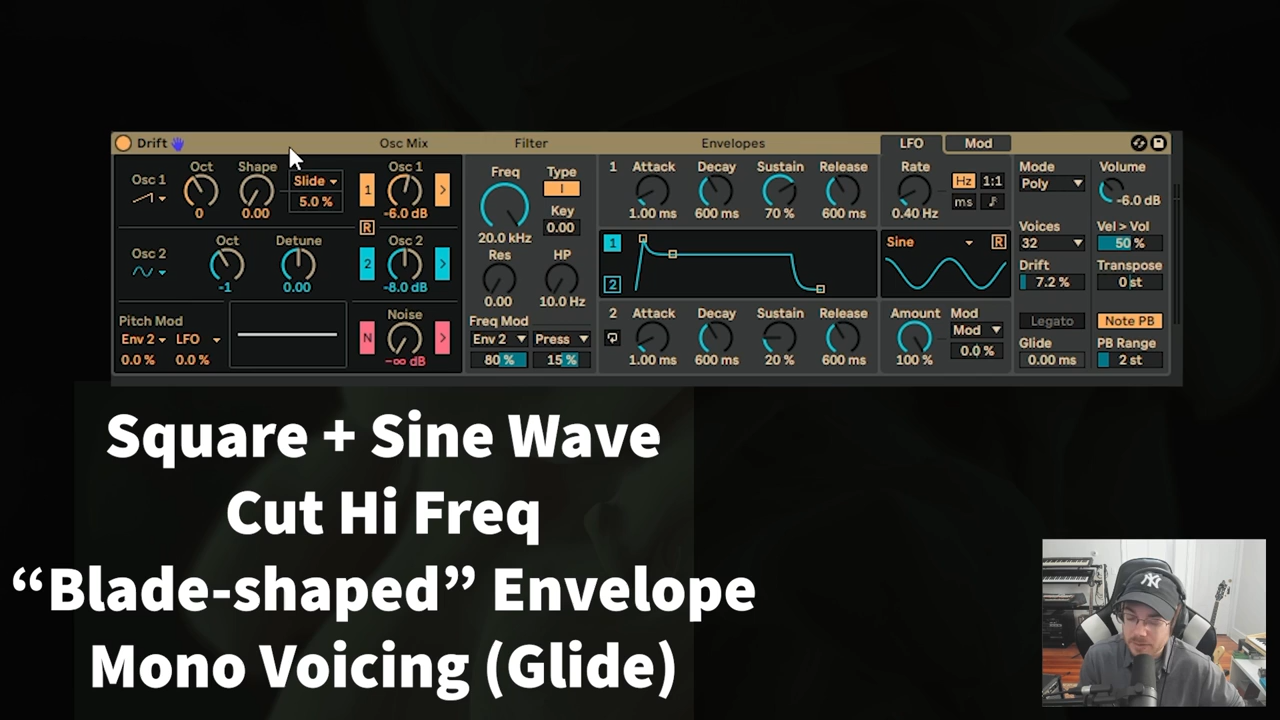 Drift
Osc Mix
Filter
Envelopes
LFO
Mod
Osc 1
Oct
0
Shape
0.00
Slide
5.0 %
1
Osc 1
-6.0 dB
R
Osc 2
Oct
-1
Detune
0.00
2
Osc 2
-8.0 dB
Pitch Mod
Env 2
LFO
0.0 %
0.0 %
N
Noise
-∞ dB
Freq
20.0 kHz
Type
I
Key
0.00
Res
0.00
HP
10.0 Hz
Freq Mod
Env 2
Press
80 %
15 %
1
Attack
Decay
Sustain
Release
1.00 ms
600 ms
70 %
600 ms
1
2
2
Attack
Decay
Sustain
Release
1.00 ms
600 ms
20 %
600 ms
Rate
0.40 Hz
Hz
1:1
ms
Sine
R
Amount
100 %
Mod
Mod
0.0 %
Mode
Poly
Voices
32
Drift
7.2 %
Legato
Glide
0.00 ms
Volume
-6.0 dB
Vel > Vol
50 %
Transpose
0 st
Note PB
PB Range
2 st
Square + Sine Wave
Cut Hi Freq
“Blade-shaped” Envelope
Mono Voicing (Glide)
NY